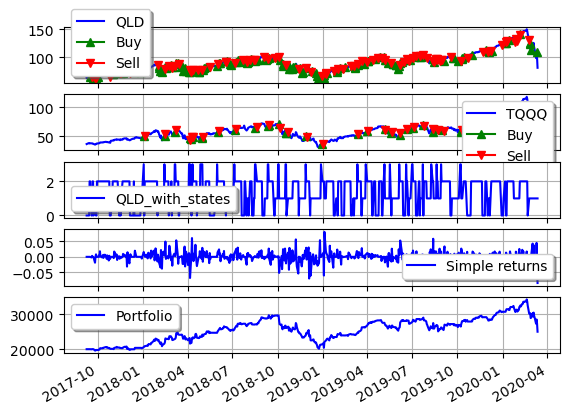 150
100
QLD
Buy
Sell
100
50
TQQQ
Buy
Sell
2
0
QLD_with_states
0.05
0.00
−0.05
Simple returns
30000
20000
Portfolio
2017-10 2018-01 2018-04 2018-07 2018-10 2019-01 2019-04 2019-07 2019-10 2020-01 2020-04